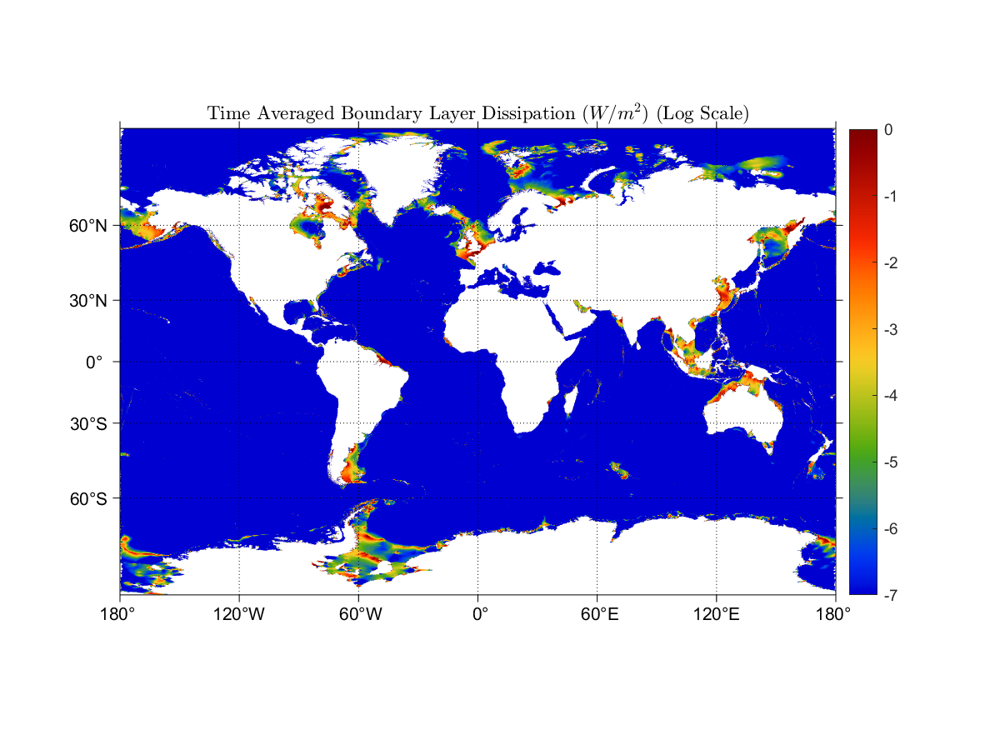 Time Averaged Boundary Layer Dissipation (W/m²) (Log Scale)
0
-1
-2
-3
-4
-5
-6
-7
60°N
30°N
0°
30°S
60°S
180°
120°W
60°W
0°
60°E
120°E
180°